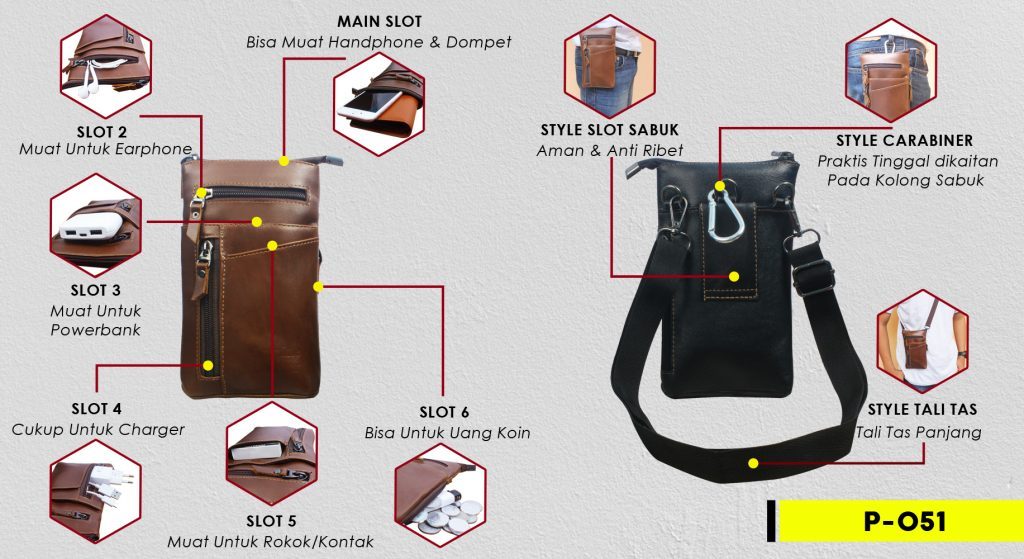 MAIN SLOT
Bisa Muat Handphone & Dompet
SLOT 2
Muat Untuk Earphone
SLOT 3
Muat Untuk
Powerbank
SLOT 4
Cukup Untuk Charger
SLOT 5
Muat Untuk Rokok/Kontak
SLOT 6
Bisa Untuk Uang Koin
STYLE SLOT SABUK
Aman & Anti Ribet
STYLE CARABINER
Praktis Tinggal dikaitan
Pada Kolong Sabuk
STYLE TALI TAS
Tali Tas Panjang
P-051